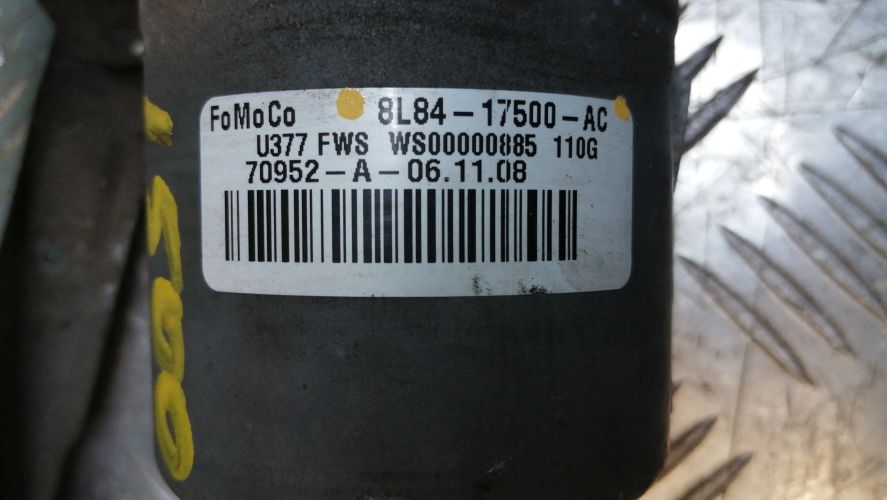 FoMoCo 8L84-17500-AC
U377 FWS WS00000885 110G
70952-A-06.11.08